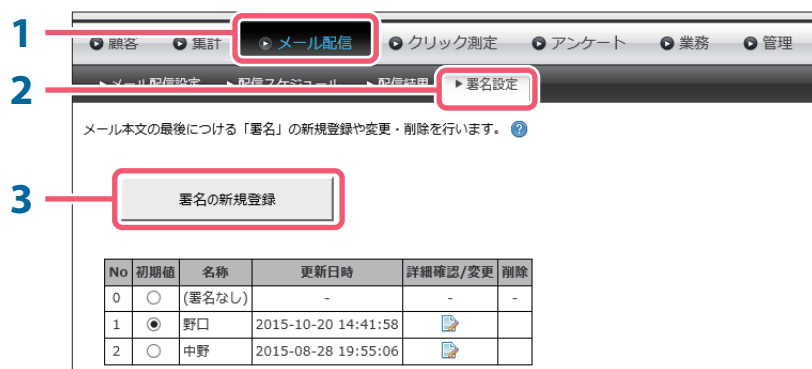 1
顧客 集計 メール配信 クリック測定 アンケート 業務 管理
2
メール配信設定 配信スケジュール 配信結果 署名設定
メール本文の最後につける「署名」の新規登録や変更・削除を行います。 ?
3
署名の新規登録
No 初期値 名称 更新日時 詳細確認/変更 削除
0 (署名なし) - - -
1 野口 2015-10-20 14:41:58
2 中野 2015-08-28 19:55:06